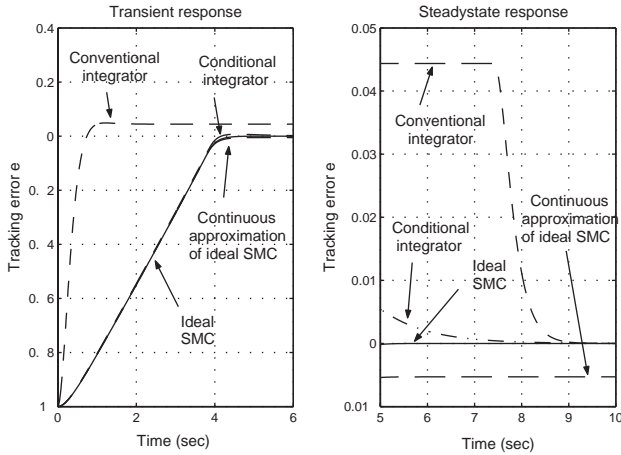 Transient response
0.4
0.2
0
0. 2
0. 4
0. 6
0. 8
1
0
2
4
6
Time (sec)
Tracking error e
Conventional
integrator
Conditional
integrator
Continuous
approximation
of ideal SMC
Ideal
SMC
Steadystate response
0.05
0.04
0.03
0.02
0.01
0
0.01
5
6
7
8
9
10
Time (sec)
Tracking error e
Conventional
integrator
Continuous
approximation
of ideal SMC
Conditional
integrator
Ideal
SMC